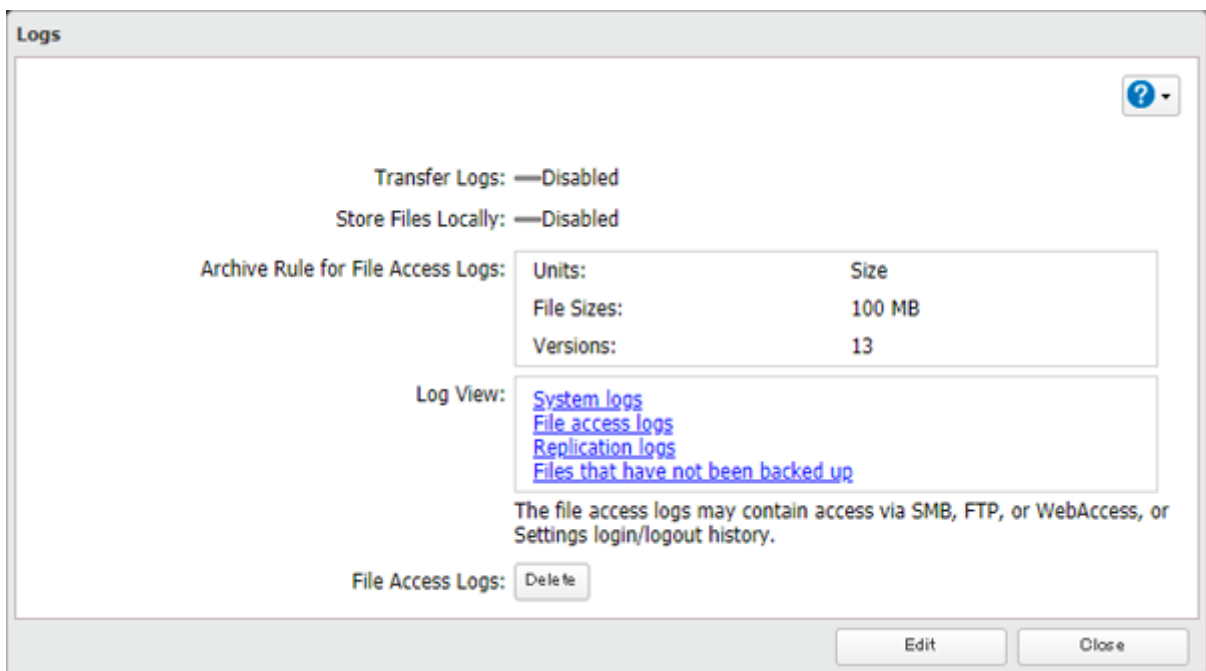 Logs
?
Transfer Logs: Disabled
Store Files Locally: Disabled
Archive Rule for File Access Logs: Units: Size
File Sizes: 100 MB
Versions: 13
Log View: System logs
File access logs
Replication logs
Files that have not been backed up
The file access logs may contain access via SMB, FTP, or WebAccess, or
Settings login/logout history.
File Access Logs: Delete
Edit Close